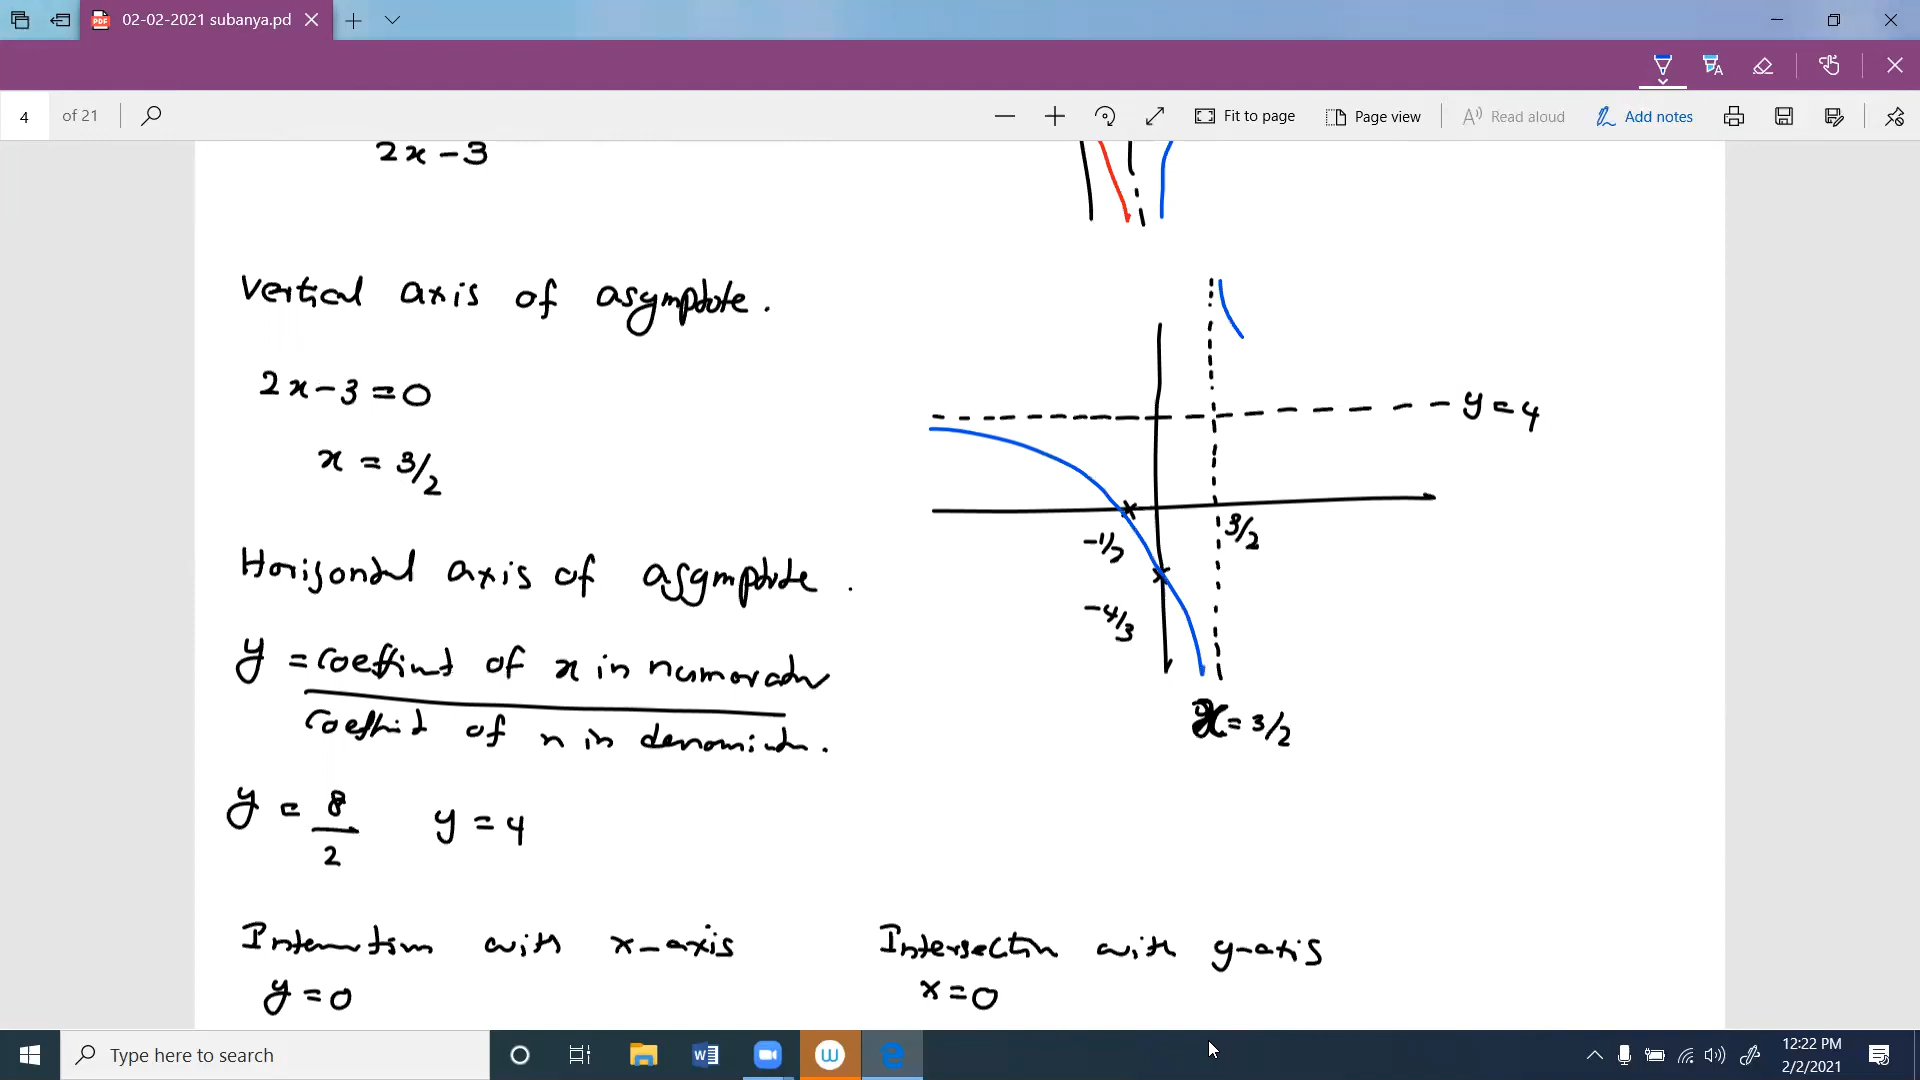 02-02-2021 subanya.pd
4 of 21
Fit to page
Page view
Read aloud
Add notes
2x - 3
Vertical axis of asymptote.
2x - 3 = 0
x = 3/2
Horizontal axis of asymptote.
y = coefficient of x in numerator
coefficient of x in denominator.
y = 8/2 y = 4
y = 4
-1/2
3/2
-4/3
x = 3/2
Intersection with x-axis
y = 0
Intersection with y-axis
x = 0
Type here to search
12:22 PM
2/2/2021